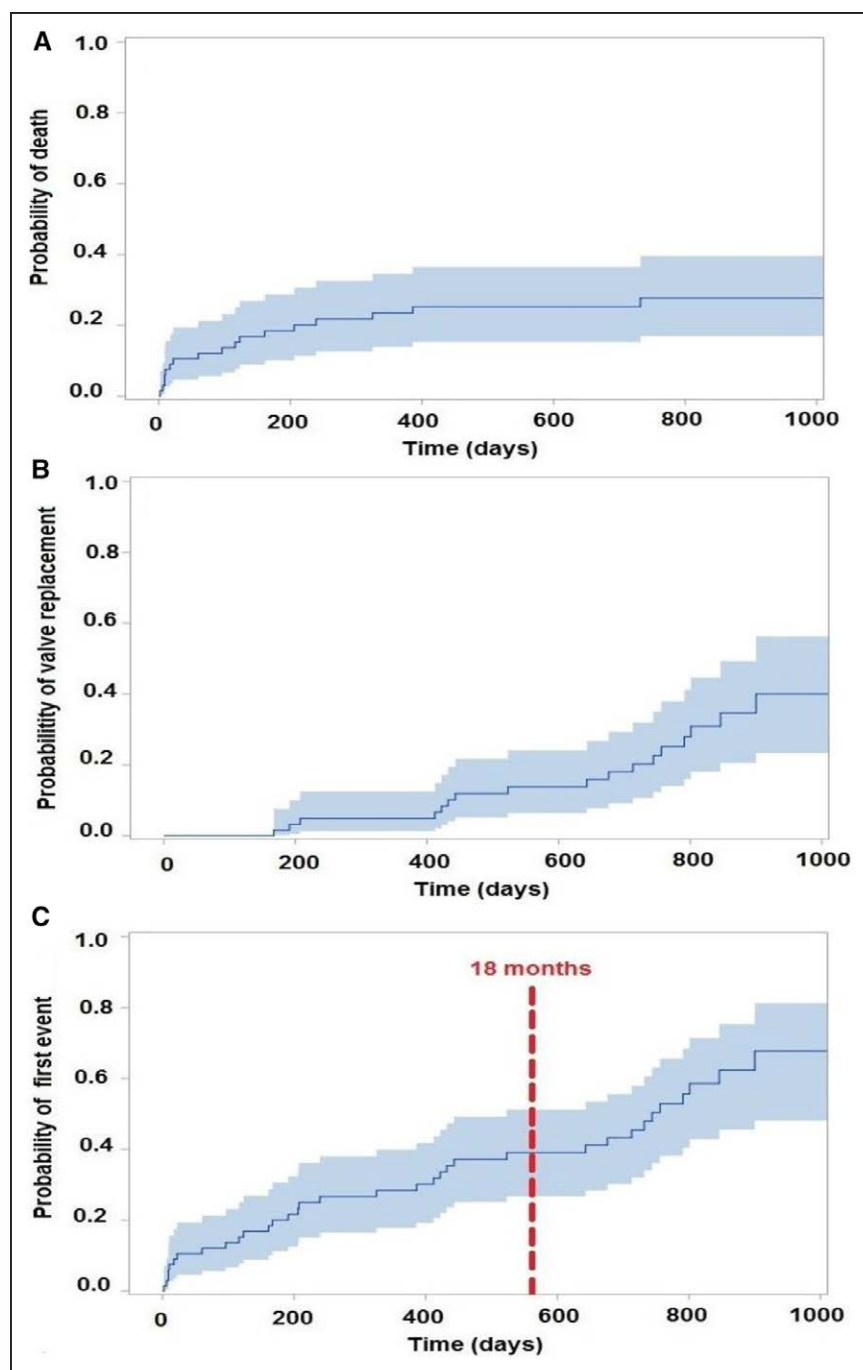 A
Probability of death
1.0
0.8
0.6
0.4
0.2
0.0
0 200 400 600 800 1000
Time (days)
B
Probabilitity of valve replacement
1.0
0.8
0.6
0.4
0.2
0.0
0 200 400 600 800 1000
Time (days)
C
Probability of first event
1.0
0.8
0.6
0.4
0.2
0.0
18 months
0 200 400 600 800 1000
Time (days)